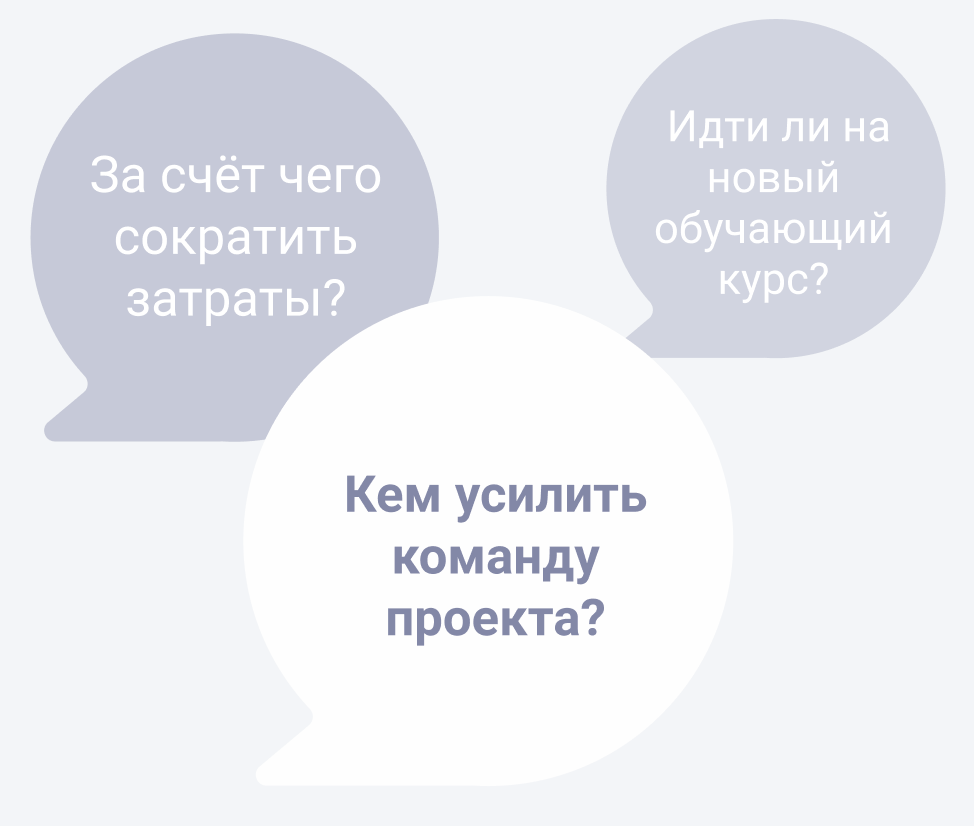 За счёт чего
сократить
затраты?
Идти ли на
новый
обучающий
курс?
Кем усилить
команду
проекта?